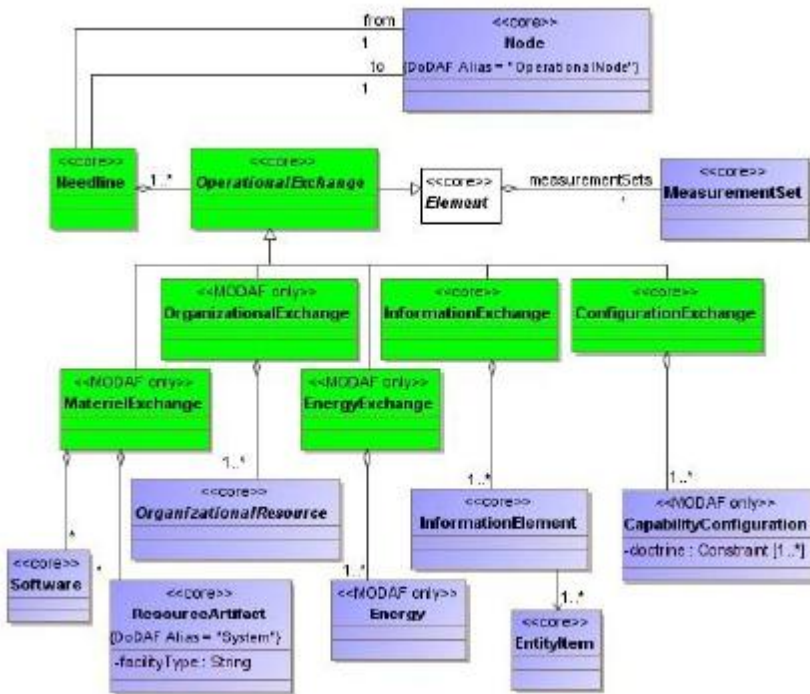 from
1
to
1
<<core>>
Node
{DoDAF Alias = "OperationalNode"}
<<core>>
Needline
1..*
<<core>>
OperationalExchange
<<core>>
Element
measurementSets
*
<<core>>
MeasurementSet
<<MODAF only>>
OrganizationalExchange
<<core>>
InformationExchange
<<core>>
ConfigurationExchange
<<MODAF only>>
MaterielExchange
<<MODAF only>>
EnergyExchange
1..*
<<core>>
OrganizationalResource
1..*
<<core>>
InformationElement
1..*
<<MODAF only>>
CapabilityConfiguration
-doctrine : Constraint [1..*]
*
<<core>>
Software
*
<<core>>
ResourceArtifact
{DoDAF Alias = "System"}
-facilityType : String
1..*
<<MODAF only>>
Energy
1..*
<<core>>
EntityItem